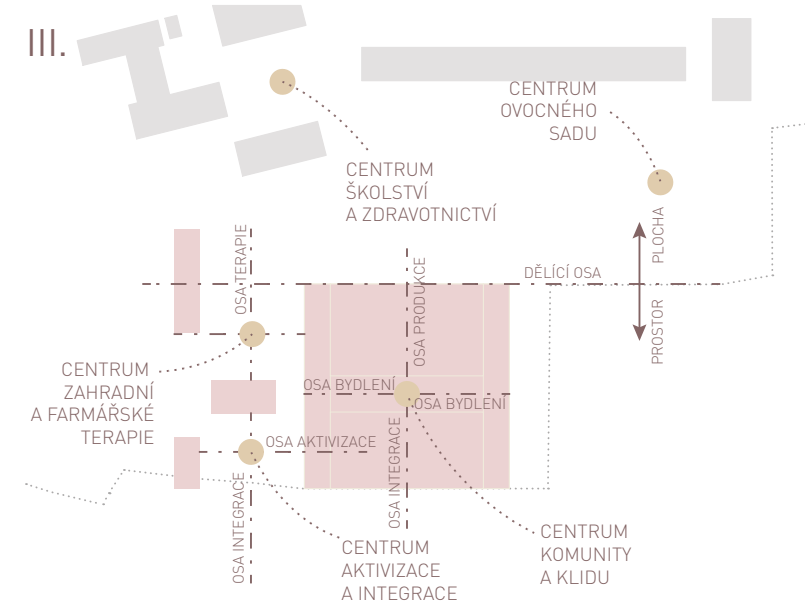 III.
CENTRUM
OVOCNÉHO
SADU
CENTRUM
ŠKOLSTVÍ
A ZDRAVOTNICTVÍ
OSA TERAPIE
OSA PRODUKCE
DĚLÍCÍ OSA
PLOCHA
PROSTOR
CENTRUM
ZAHRADNÍ
A FARMÁŘSKÉ
TERAPIE
OSA BYDLENÍ
OSA BYDLENÍ
OSA AKTIVIZACE
OSA INTEGRACE
OSA INTEGRACE
CENTRUM
AKTIVIZACE
A INTEGRACE
CENTRUM
KOMUNITY
A KLIDU